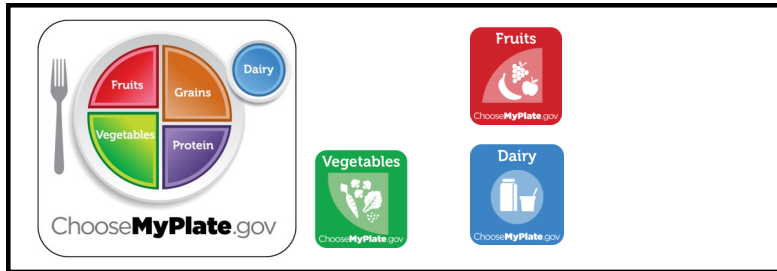 Fruits
Grains
Dairy
Vegetables
Protein
ChooseMyPlate.gov
Vegetables
ChooseMyPlate.gov
Fruits
ChooseMyPlate.gov
Dairy
ChooseMyPlate.gov